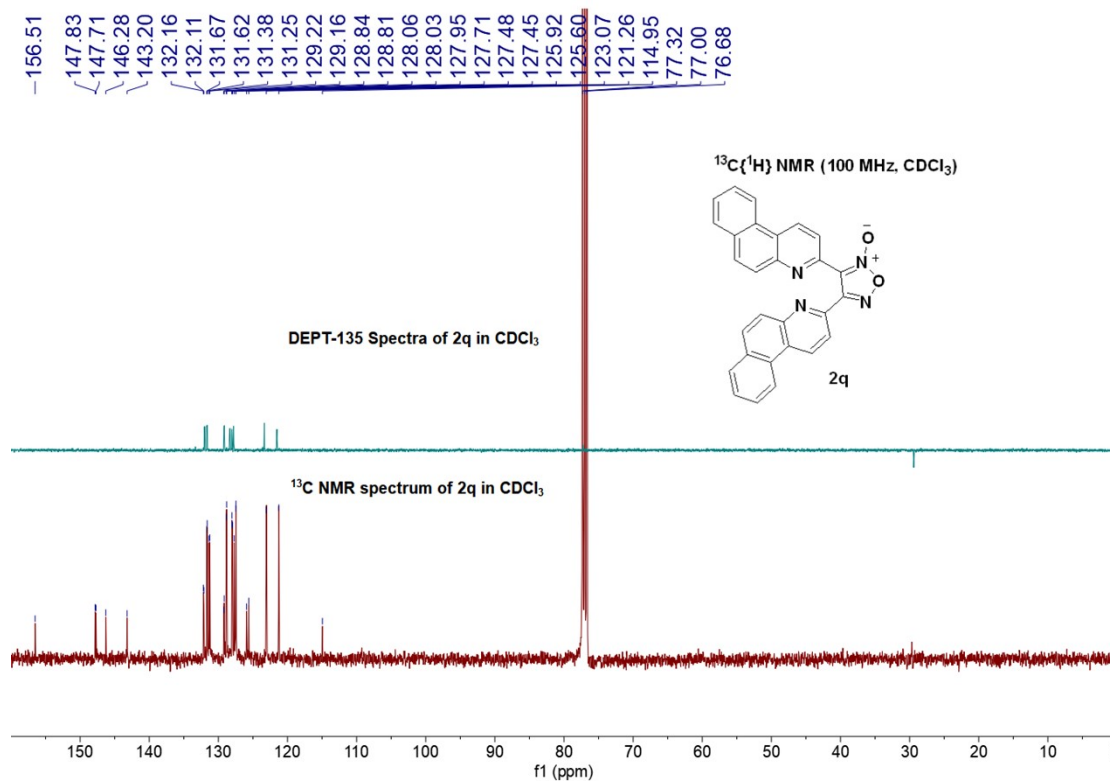 156.51
147.83
147.71
146.28
143.20
132.16
132.11
131.67
131.62
131.38
131.25
129.22
129.16
128.84
128.81
128.06
128.03
127.95
127.71
127.48
127.45
125.92
125.60
123.07
121.26
114.95
77.32
77.00
76.68
¹³C{¹H} NMR (100 MHz, CDCl₃)
O⁻
N⁺
O
N
N
N
2q
DEPT-135 Spectra of 2q in CDCl₃
¹³C NMR spectrum of 2q in CDCl₃
150 140 130 120 110 100 90 80 70 60 50 40 30 20 10
f1 (ppm)